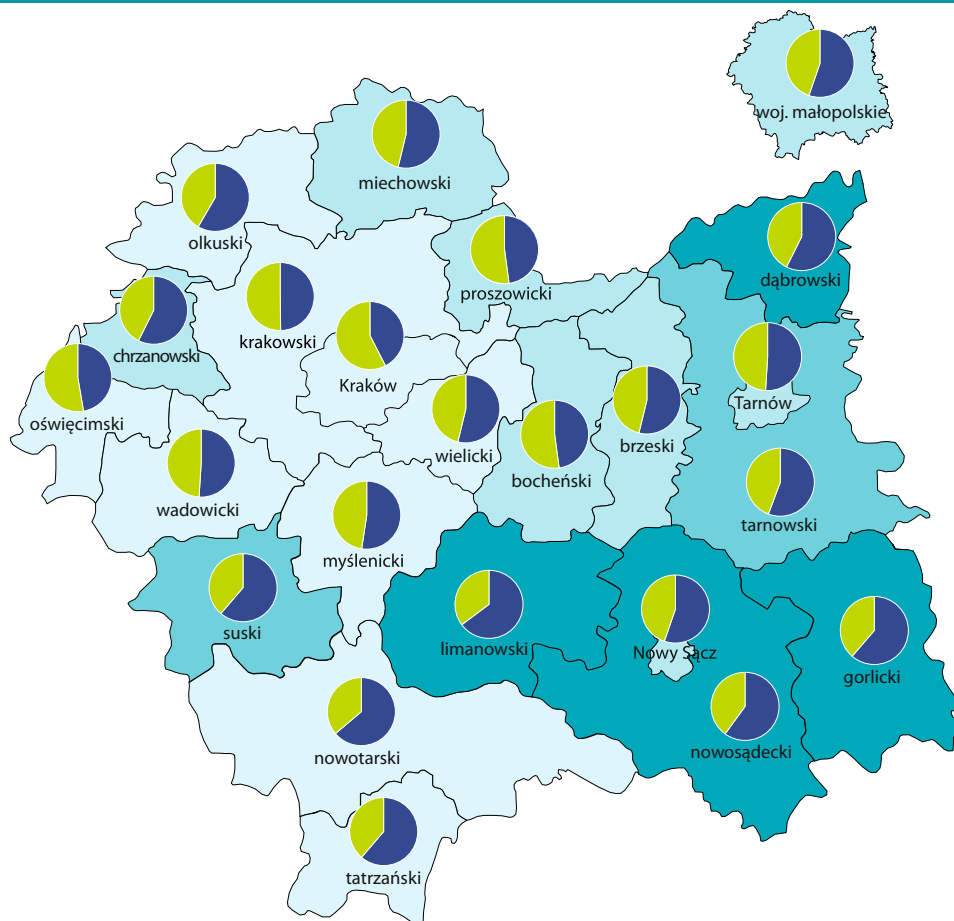 woj. małopolskie
miechowski
olkuski
dąbrowski
proszowicki
krakowski
chrzanowski
Kraków
Tarnów
oświęcimski
wielicki
brzeski
bocheński
wadowicki
tarnowski
myślenicki
suski
limanowski
Nowy Sącz
gorlicki
nowosądecki
nowotarski
tatrzański